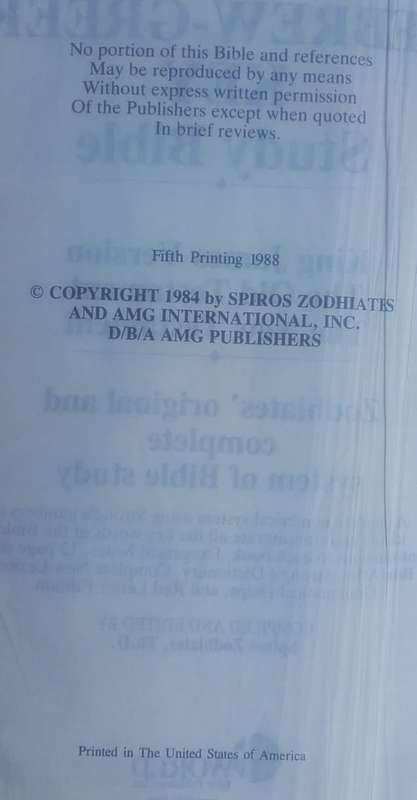 No portion of this Bible and references
May be reproduced by any means
Without express written permission
Of the Publishers except when quoted
In brief reviews.
Fifth Printing 1988
© COPYRIGHT 1984 by SPIROS ZODHIATES
AND AMG INTERNATIONAL, INC.
D/B/A AMG PUBLISHERS
Printed in The United States of America